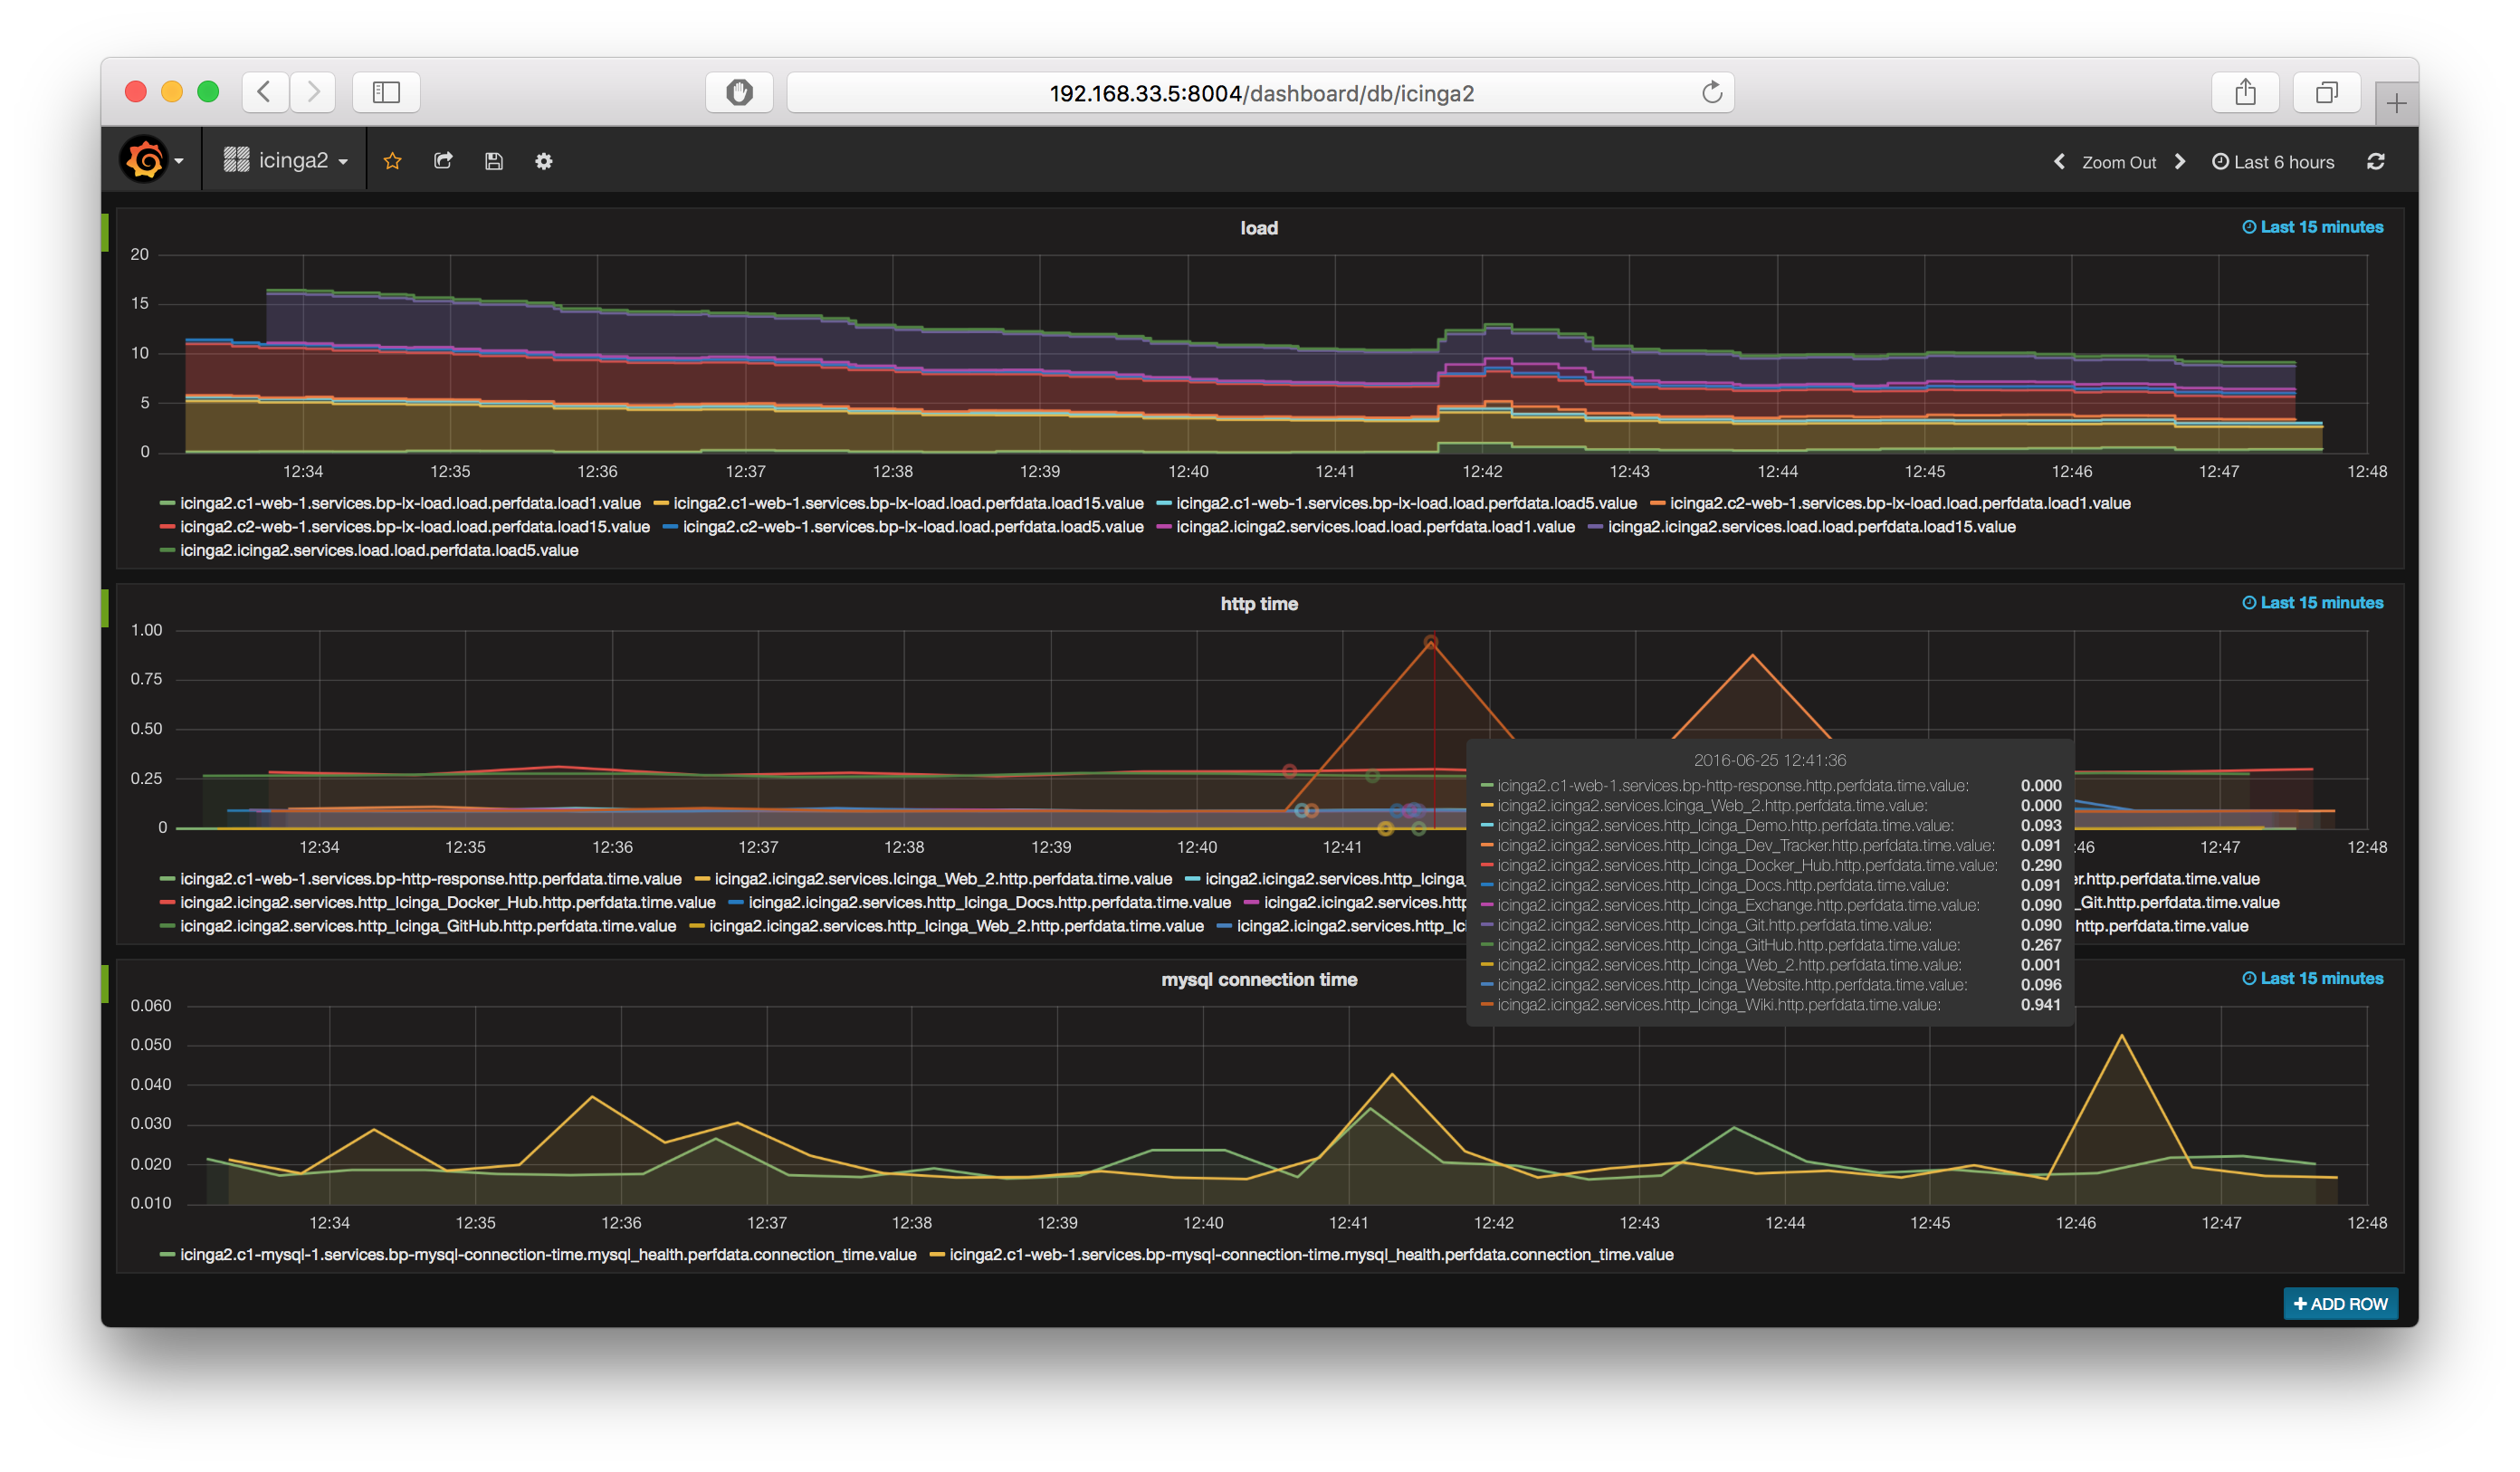 192.168.33.5:8004/dashboard/db/icinga2
icinga2
Zoom Out
Last 6 hours
load
Last 15 minutes
20
15
10
5
0
12:34 12:35 12:36 12:37 12:38 12:39 12:40 12:41 12:42 12:43 12:44 12:45 12:46 12:47 12:48
icinga2.c1-web-1.services.bp-lx-load.load.perfdata.load1.value icinga2.c1-web-1.services.bp-lx-load.load.perfdata.load15.value icinga2.c1-web-1.services.bp-lx-load.load.perfdata.load5.value icinga2.c2-web-1.services.bp-lx-load.load.perfdata.load1.value
icinga2.c2-web-1.services.bp-lx-load.load.perfdata.load15.value icinga2.c2-web-1.services.bp-lx-load.load.perfdata.load5.value icinga2.icinga2.services.load.load.perfdata.load1.value icinga2.icinga2.services.load.load.perfdata.load15.value
icinga2.icinga2.services.load.load.perfdata.load5.value
http time
Last 15 minutes
1.00
0.75
0.50
0.25
0
12:34 12:35 12:36 12:37 12:38 12:39 12:40 12:41 :46 12:47 12:48
icinga2.c1-web-1.services.bp-http-response.http.perfdata.time.value icinga2.icinga2.services.Icinga_Web_2.http.perfdata.time.value icinga2.icinga2.services.http_Icinga_ er.http.perfdata.time.value
icinga2.icinga2.services.http_Icinga_Docker_Hub.http.perfdata.time.value icinga2.icinga2.services.http_Icinga_Docs.http.perfdata.time.value icinga2.icinga2.services.http _Git.http.perfdata.time.value
icinga2.icinga2.services.http_Icinga_GitHub.http.perfdata.time.value icinga2.icinga2.services.http_Icinga_Web_2.http.perfdata.time.value icinga2.icinga2.services.http_Ic http.perfdata.time.value
2016-06-25 12:41:36
icinga2.c1-web-1.services.bp-http-response.http.perfdata.time.value: 0.000
icinga2.icinga2.services.Icinga_Web_2.http.perfdata.time.value: 0.000
icinga2.icinga2.services.http_Icinga_Demo.http.perfdata.time.value: 0.093
icinga2.icinga2.services.http_Icinga_Dev_Tracker.http.perfdata.time.value: 0.091
icinga2.icinga2.services.http_Icinga_Docker_Hub.http.perfdata.time.value: 0.290
icinga2.icinga2.services.http_Icinga_Docs.http.perfdata.time.value: 0.091
icinga2.icinga2.services.http_Icinga_Exchange.http.perfdata.time.value: 0.090
icinga2.icinga2.services.http_Icinga_Git.http.perfdata.time.value: 0.090
icinga2.icinga2.services.http_Icinga_GitHub.http.perfdata.time.value: 0.267
icinga2.icinga2.services.http_Icinga_Web_2.http.perfdata.time.value: 0.001
icinga2.icinga2.services.http_Icinga_Website.http.perfdata.time.value: 0.096
icinga2.icinga2.services.http_Icinga_Wiki.http.perfdata.time.value: 0.941
mysql connection time
Last 15 minutes
0.060
0.050
0.040
0.030
0.020
0.010
12:34 12:35 12:36 12:37 12:38 12:39 12:40 12:41 12:42 12:43 12:44 12:45 12:46 12:47 12:48
icinga2.c1-mysql-1.services.bp-mysql-connection-time.mysql_health.perfdata.connection_time.value icinga2.c1-web-1.services.bp-mysql-connection-time.mysql_health.perfdata.connection_time.value
ADD ROW